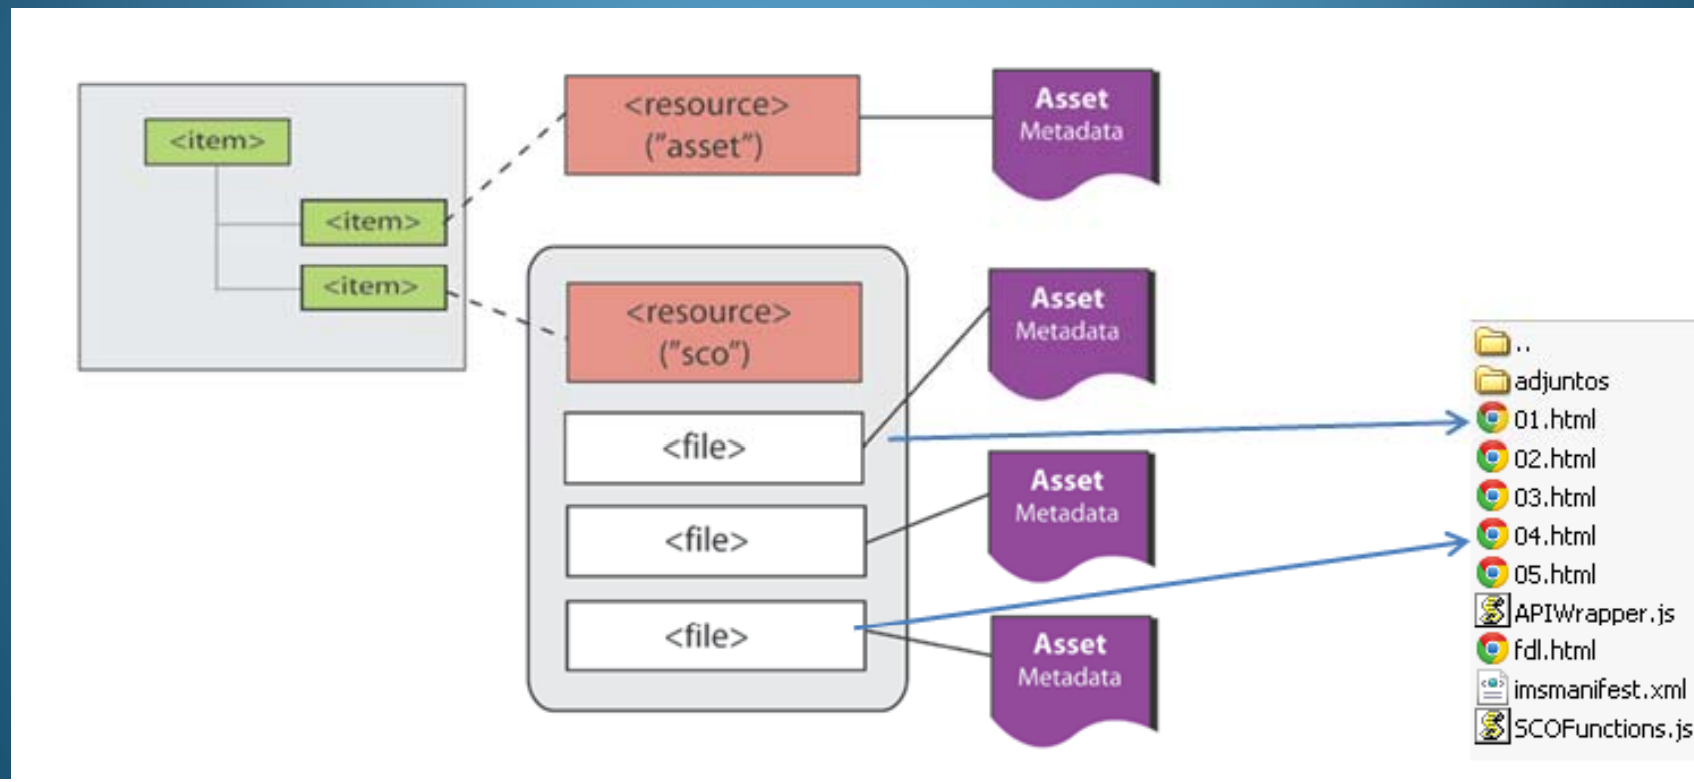 <item>
<item>
<item>
<resource>
("asset")
Asset
Metadata
<resource>
("sco")
<file>
<file>
<file>
Asset
Metadata
Asset
Metadata
Asset
Metadata
..
adjuntos
01.html
02.html
03.html
04.html
05.html
APIWrapper.js
fdl.html
imsmanifest.xml
SCOFunctions.js